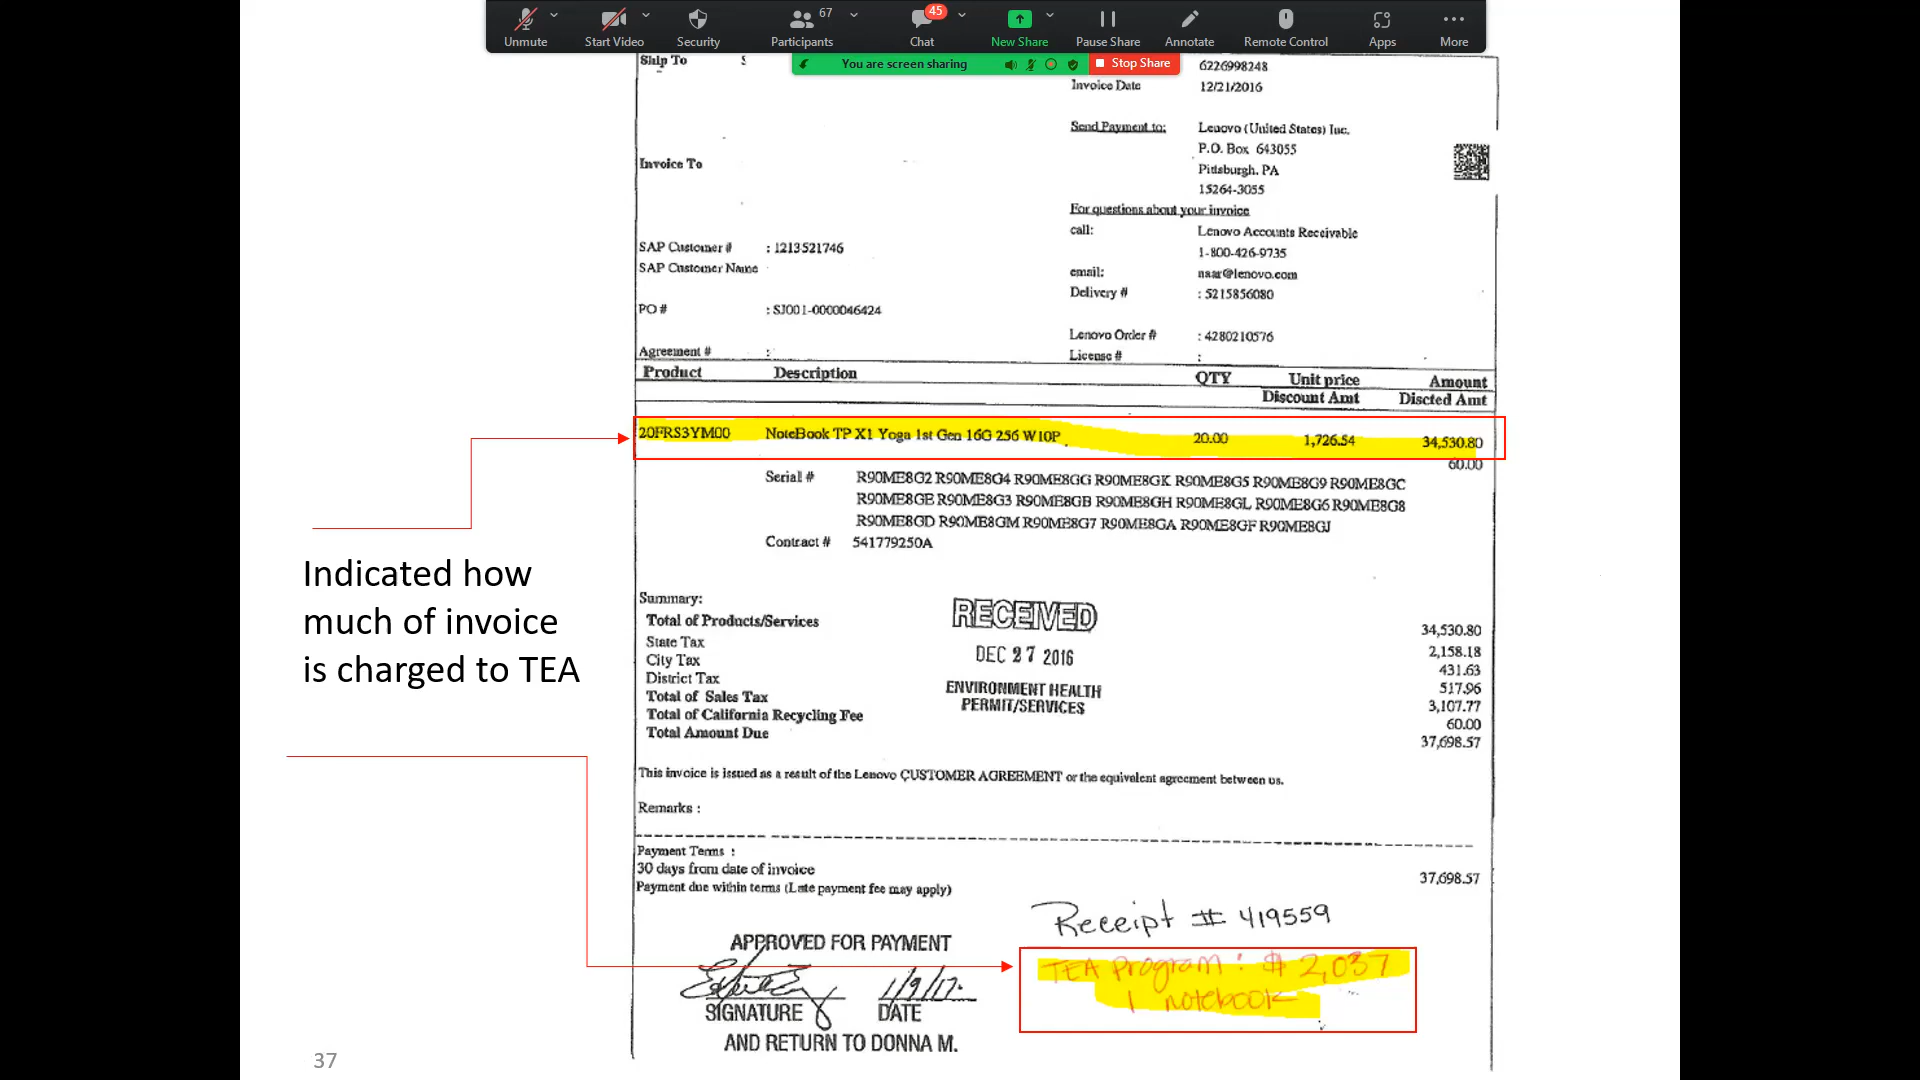 67
45
Unmute Start Video Security Participants Chat New Share Pause Share Annotate Remote Control Apps More
You are screen sharing Stop Share
Ship To S
6226998248
Invoice Date 12/21/2016
Send Payment to: Lenovo (United States) Inc.
P.O. Box 643055
Invoice To
Pittsburgh, PA
15264-3055
For questions about your invoice
call: Lenovo Accounts Receivable
SAP Customer # : 1213521746
1-800-426-9735
SAP Customer Name
email: naar@lenovo.com
Delivery # : 5215856080
PO # : SJ001-0000046424
Lenovo Order # : 4280210576
Agreement # :
License # :
Product Description QTY Unit price Amount
Discount Amt Discted Amt
20FRS3YM00 NoteBook TP X1 Yoga 1st Gen 16G 256 W10P 20.00 1,726.54 34,530.80
60.00
Serial # R90ME8G2 R90ME8G4 R90ME8GG R90ME8GK R90ME8G5 R90ME8G9 R90ME8GC
R90ME8GE R90ME8G3 R90ME8GB R90ME8GH R90ME8GL R90ME8G6 R90ME8G8
R90ME8GD R90ME8GM R90ME8G7 R90ME8GA R90ME8GF R90ME8GJ
Contract # 541779250A
Indicated how
much of invoice
is charged to TEA
Summary:
Total of Products/Services 34,530.80
State Tax 2,158.18
City Tax 431.63
District Tax 517.96
Total of Sales Tax 3,107.77
Total of California Recycling Fee 60.00
Total Amount Due 37,698.57
RECEIVED
DEC 27 2016
ENVIRONMENT HEALTH
PERMIT/SERVICES
This invoice is issued as a result of the Lenovo CUSTOMER AGREEMENT or the equivalent agreement between us.
Remarks :
Payment Terms :
30 days from date of invoice 37,698.57
Payment due within terms (Late payment fee may apply)
Receipt # 419559
APPROVED FOR PAYMENT
TEA Program : $ 2,037
1 notebook
1/9/17
SIGNATURE DATE
AND RETURN TO DONNA M.
37